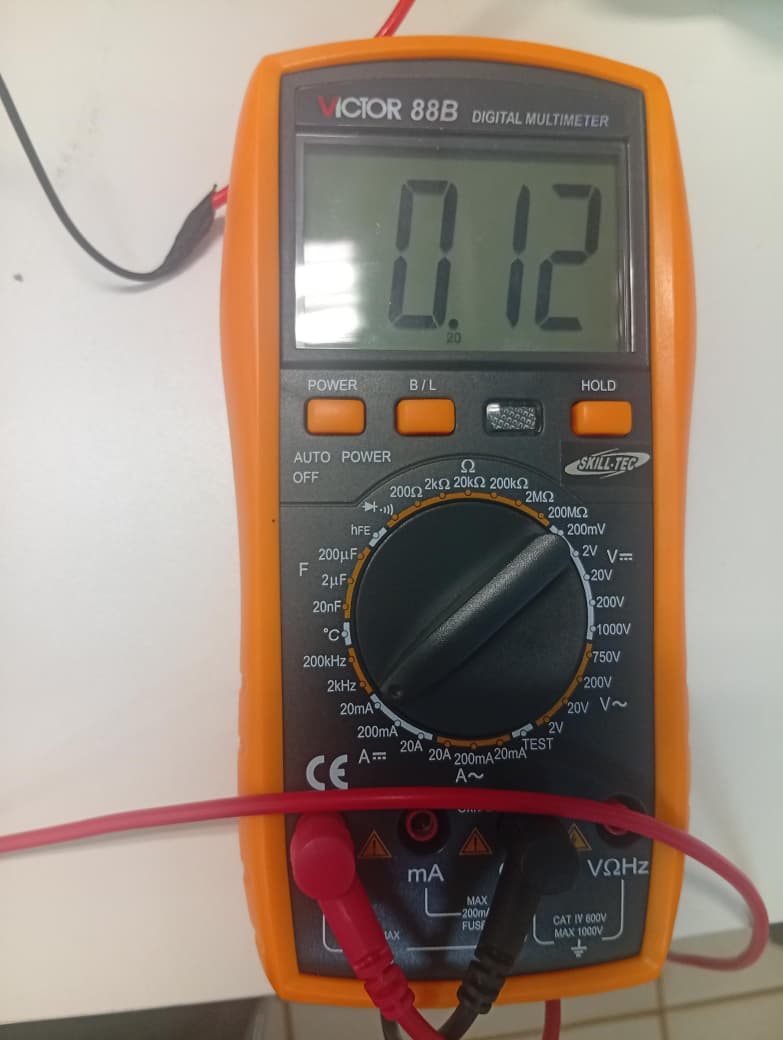 VICTOR 88B DIGITAL MULTIMETER
0.12
20
POWER B / L HOLD
AUTO POWER
OFF
SKILL-TEC
Ω
200Ω 2kΩ 20kΩ 200kΩ 2MΩ 200MΩ
hFE
F
200µF
2µF
20nF
°C
200kHz
2kHz
20mA
200mA
20A
A
200mV
2V
20V
200V
1000V
V
750V
200V
20V
2V
V~
TEST
20A 200mA 20mA
A~
CE
mA
VΩHz
MAX
FUSE
CAT IV 600V
MAX 1000V